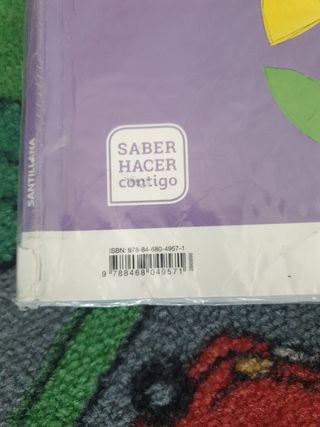 SANTILLANA
SABER
HACER
contigo
ISBN: 978-84-680-4957-1
9 788468 049571